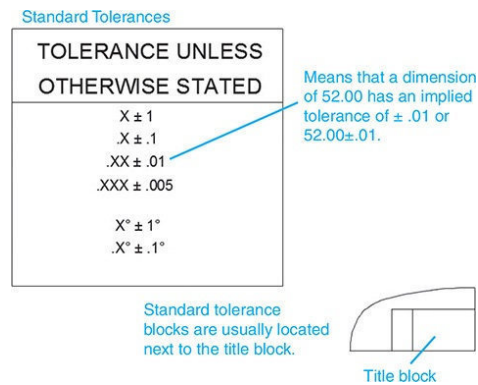 Standard Tolerances
TOLERANCE UNLESS
OTHERWISE STATED
X ± 1
.X ± .1
.XX ± .01
.XXX ± .005
X° ± 1°
.X° ± .1°
Means that a dimension
of 52.00 has an implied
tolerance of ± .01 or
52.00±.01.
Standard tolerance
blocks are usually located
next to the title block.
Title block